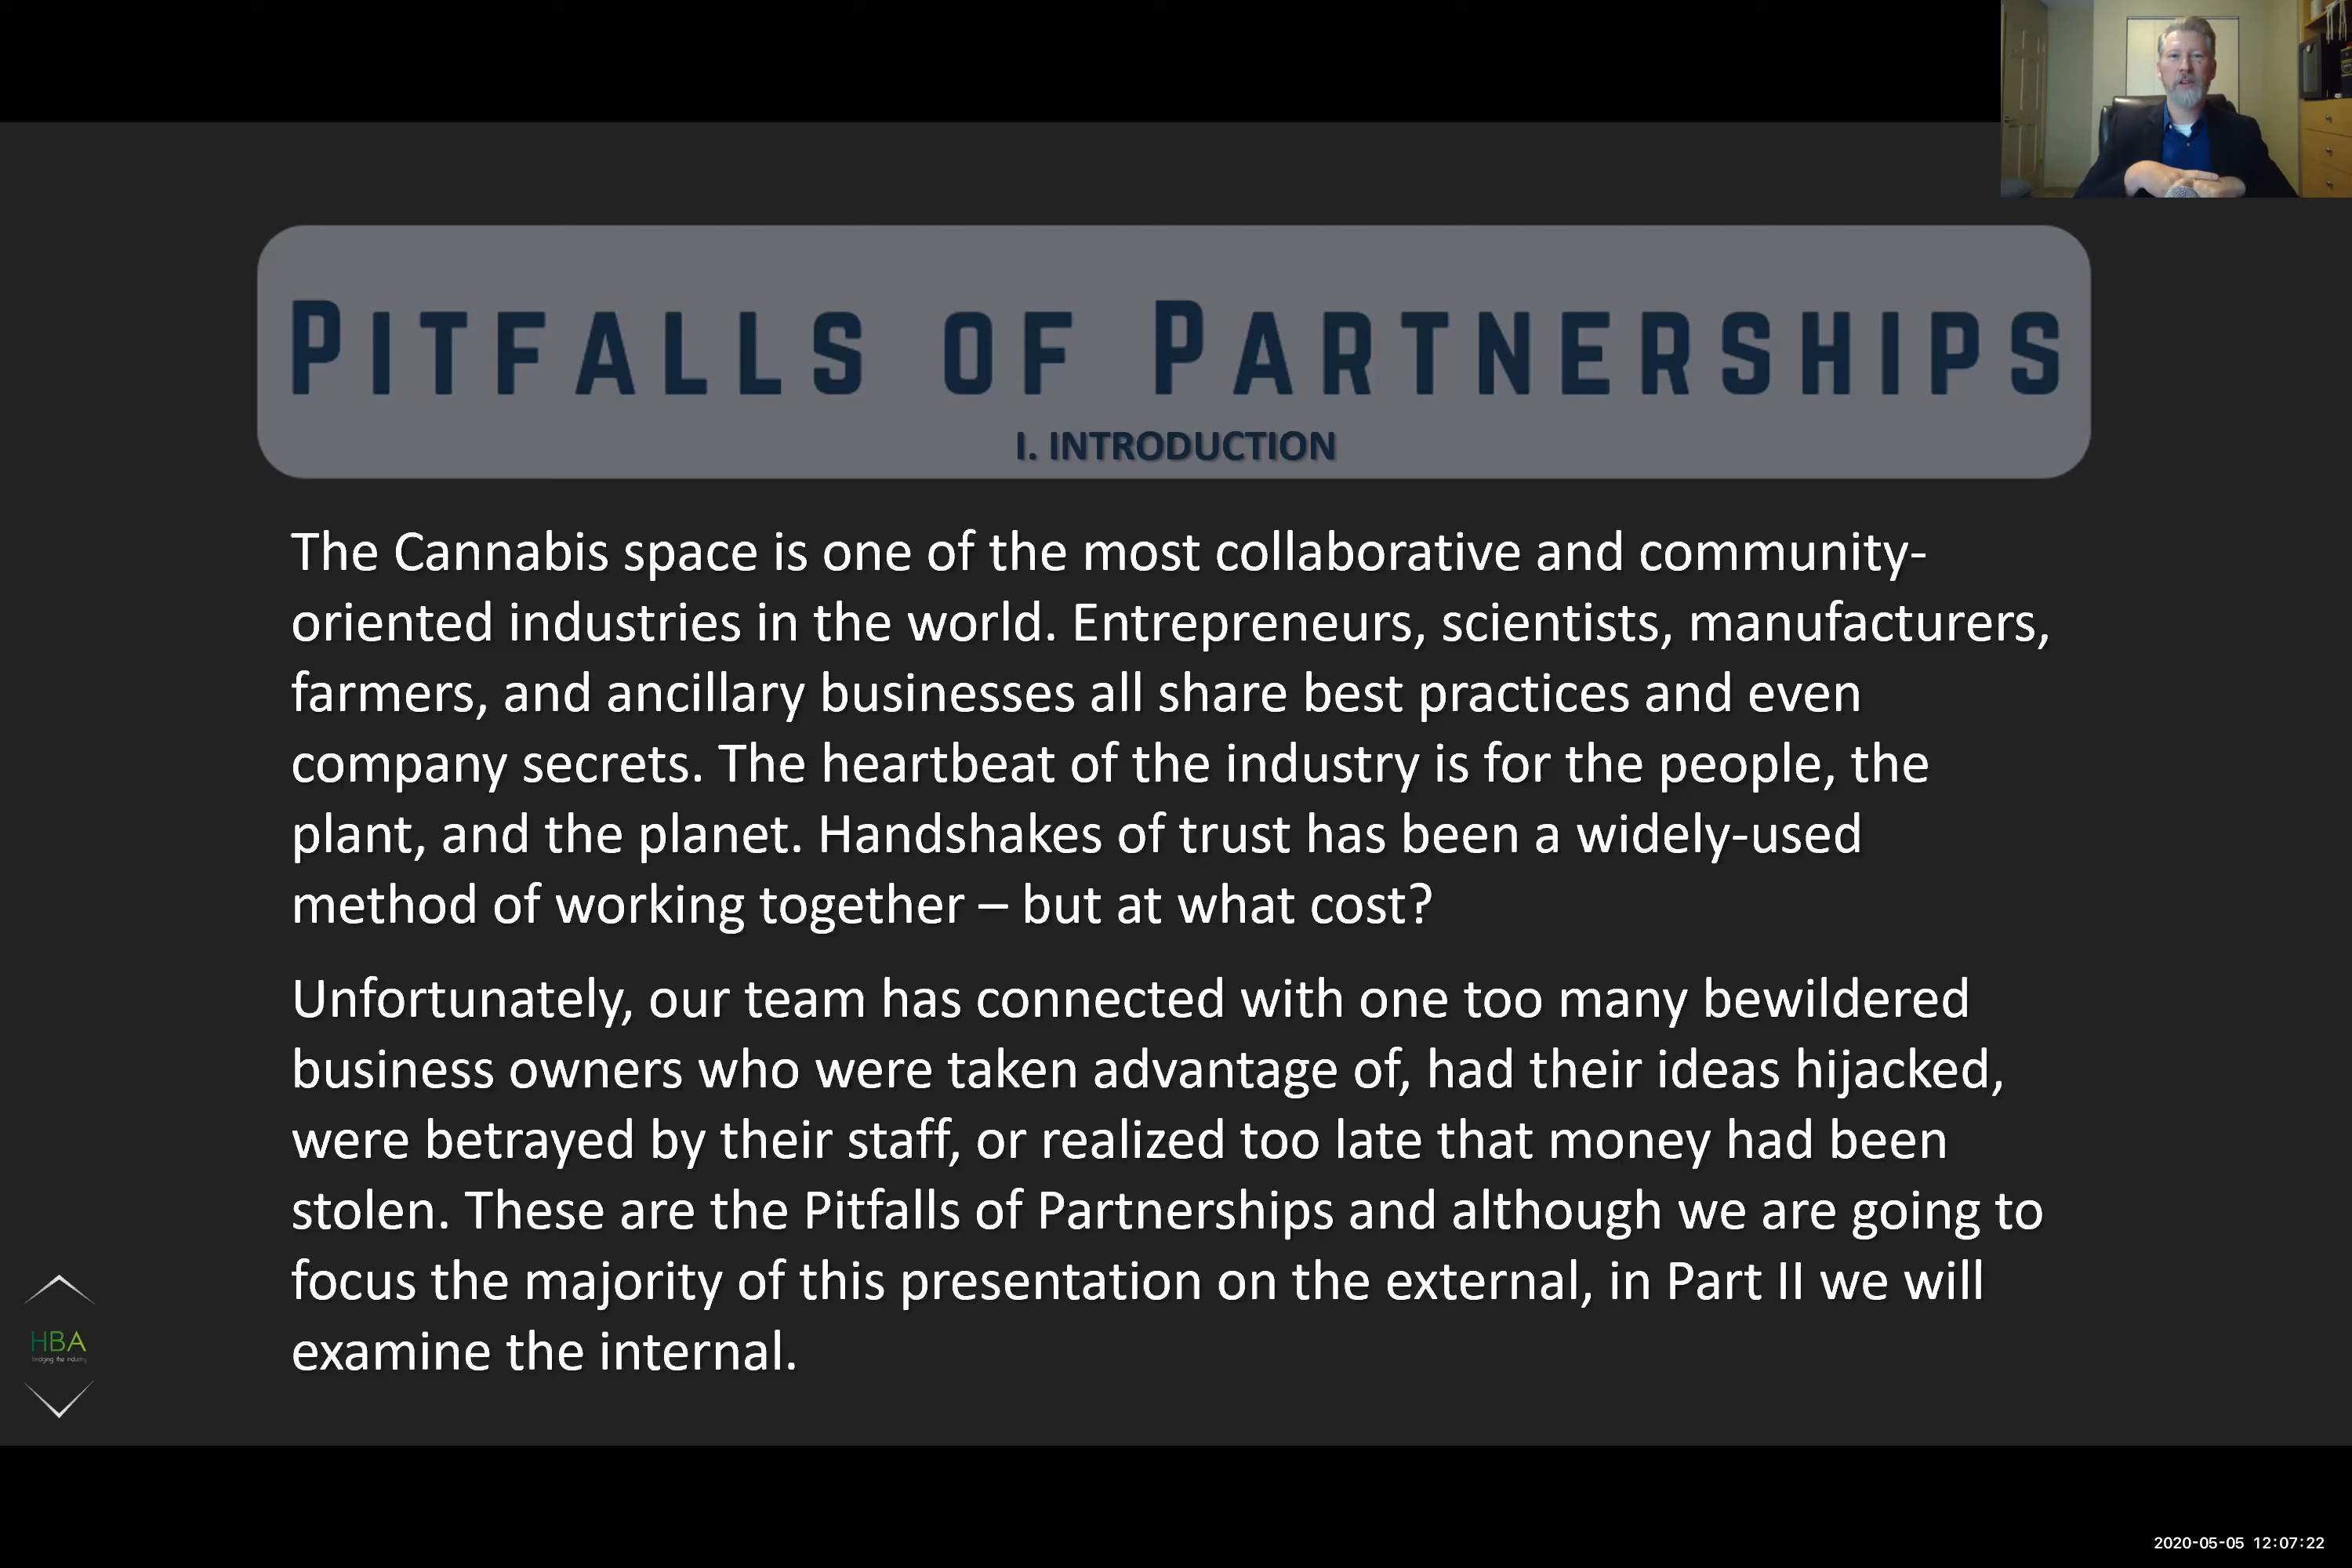 PITFALLS OF PARTNERSHIPS
I. INTRODUCTION
The Cannabis space is one of the most collaborative and community-
oriented industries in the world. Entrepreneurs, scientists, manufacturers,
farmers, and ancillary businesses all share best practices and even
company secrets. The heartbeat of the industry is for the people, the
plant, and the planet. Handshakes of trust has been a widely-used
method of working together – but at what cost?
Unfortunately, our team has connected with one too many bewildered
business owners who were taken advantage of, had their ideas hijacked,
were betrayed by their staff, or realized too late that money had been
stolen. These are the Pitfalls of Partnerships and although we are going to
focus the majority of this presentation on the external, in Part II we will
examine the internal.
HBA
bridging the industry
2020-05-05 12:07:22